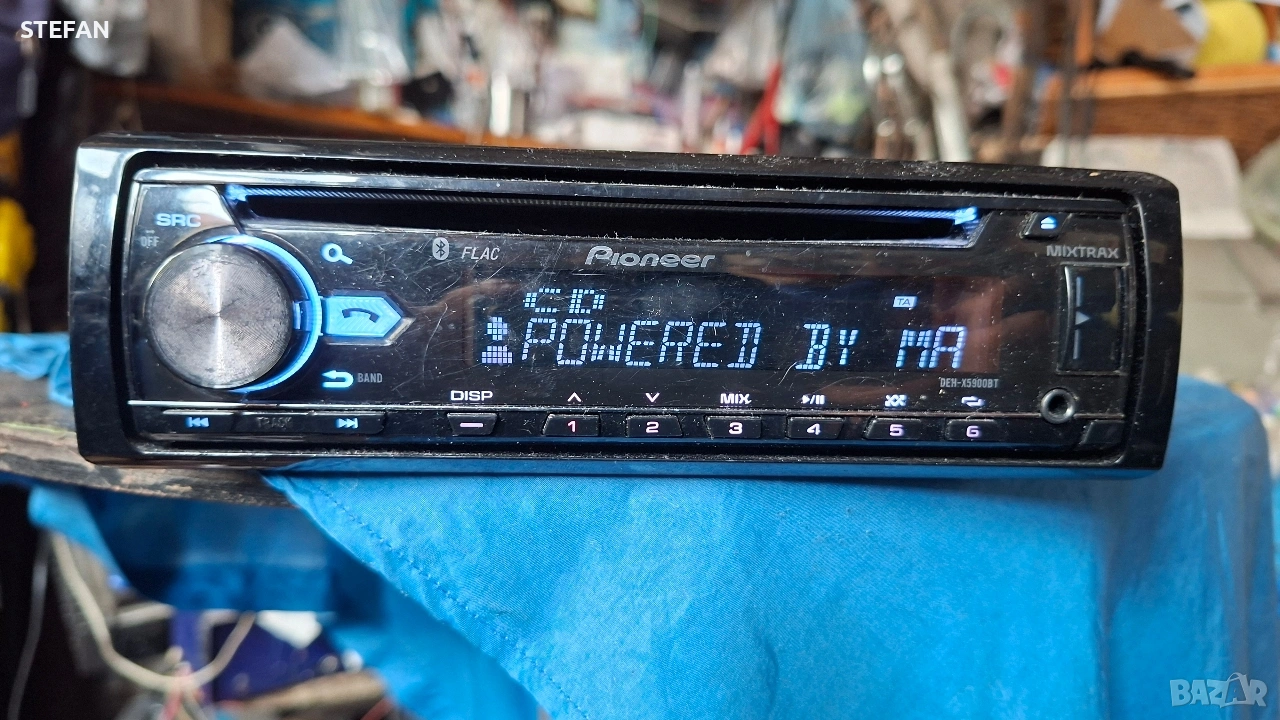 STEFAN
SRC
OFF
FLAC
Pioneer
MIXTRAX
CD
TA
POWERED BY MA
DEH-X5900BT
BAND
DISP
MIX
TRACK
1 2 3 4 5 6
BAZAR